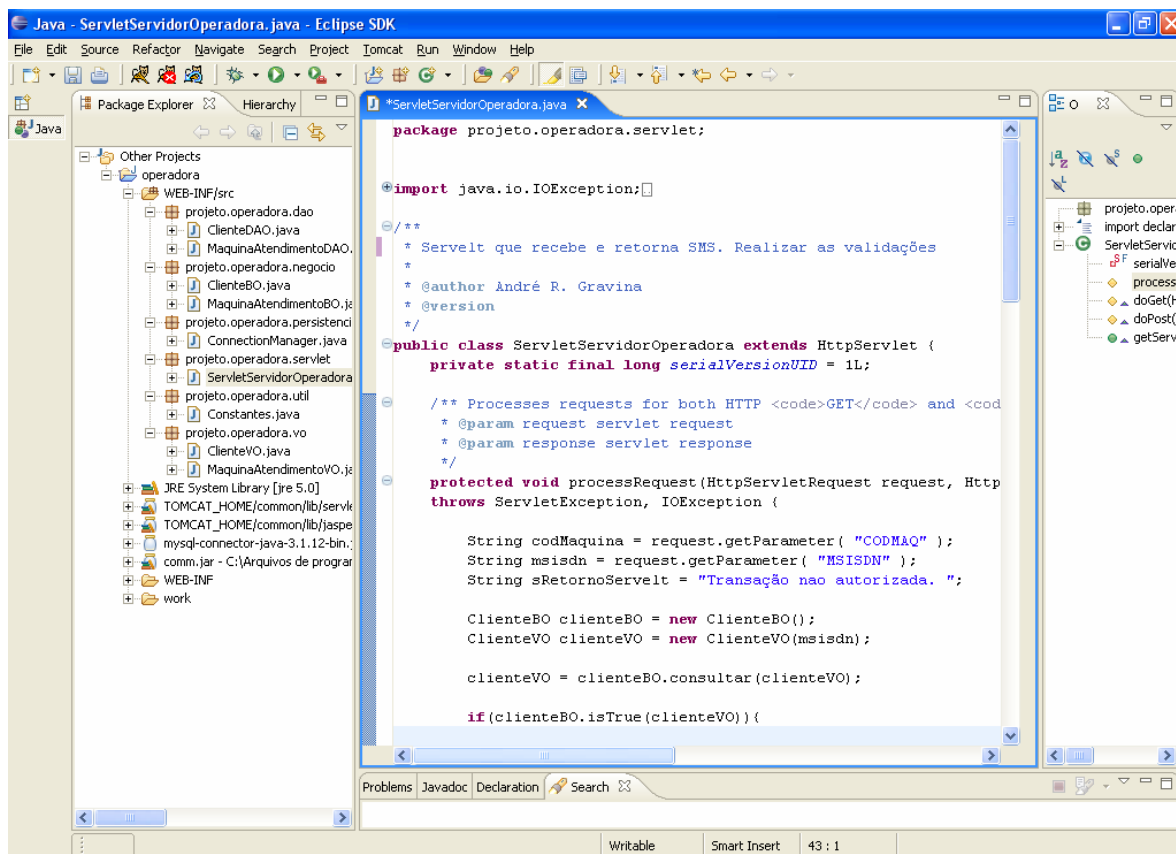 Java - ServletServidorOperadora.java - Eclipse SDK
File Edit Source Refactor Navigate Search Project Tomcat Run Window Help
Java
Package Explorer
Hierarchy
Other Projects
operadora
WEB-INF/src
projeto.operadora.dao
ClienteDAO.java
MaquinaAtendimentoDAO.
projeto.operadora.negocio
ClienteBO.java
MaquinaAtendimentoBO.ja
projeto.operadora.persistenci
ConnectionManager.java
projeto.operadora.servlet
ServletServidorOperadora
projeto.operadora.util
Constantes.java
projeto.operadora.vo
ClienteVO.java
MaquinaAtendimentoVO.ja
JRE System Library [jre 5.0]
TOMCAT_HOME/common/lib/servle
TOMCAT_HOME/common/lib/jaspe
mysql-connector-java-3.1.12-bin.j
comm.jar - C:\Arquivos de prograr
WEB-INF
work
*ServletServidorOperadora.java
package projeto.operadora.servlet;
import java.io.IOException;
/**
* Servelt que recebe e retorna SMS. Realizar as validações
*
* @author André R. Gravina
* @version
*/
public class ServletServidorOperadora extends HttpServlet {
private static final long serialVersionUID = 1L;
/** Processes requests for both HTTP <code>GET</code> and <cod
* @param request servlet request
* @param response servlet response
*/
protected void processRequest(HttpServletRequest request, Http
throws ServletException, IOException {
String codMaquina = request.getParameter( "CODMAQ" );
String msisdn = request.getParameter( "MSISDN" );
String sRetornoServelt = "Transação nao autorizada. ";
ClienteBO clienteBO = new ClienteBO();
ClienteVO clienteVO = new ClienteVO(msisdn);
clienteVO = clienteBO.consultar(clienteVO);
if(clienteBO.isTrue(clienteVO)){
O
projeto.opera
import declar
ServletServid
serialVe
process
doGet(H
doPost(
getServ
Problems Javadoc Declaration Search
Writable
Smart Insert
43 : 1